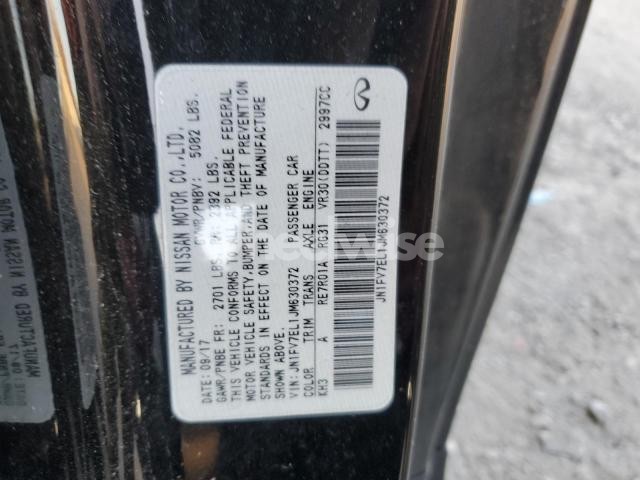 MANUFACTURED BY NISSAN MOTOR CO.,LTD.
DATE: 09/17 GVWR/PNBV: 5082 LBS.
GAWR/PNBE FR: 2701 LBS. RR: 2392 LBS.
THIS VEHICLE CONFORMS TO ALL APPLICABLE FEDERAL
MOTOR VEHICLE SAFETY, BUMPER, AND THEFT PREVENTION
STANDARDS IN EFFECT ON THE DATE OF MANUFACTURE
SHOWN ABOVE.
VIN: JN1FV7EL1JM630372 PASSENGER CAR
COLOR TRIM TRANS AXLE ENGINE
KH3 A RE7R01A RG31 VR30(DDTT) 2997CC
JN1FV7EL1JM630372